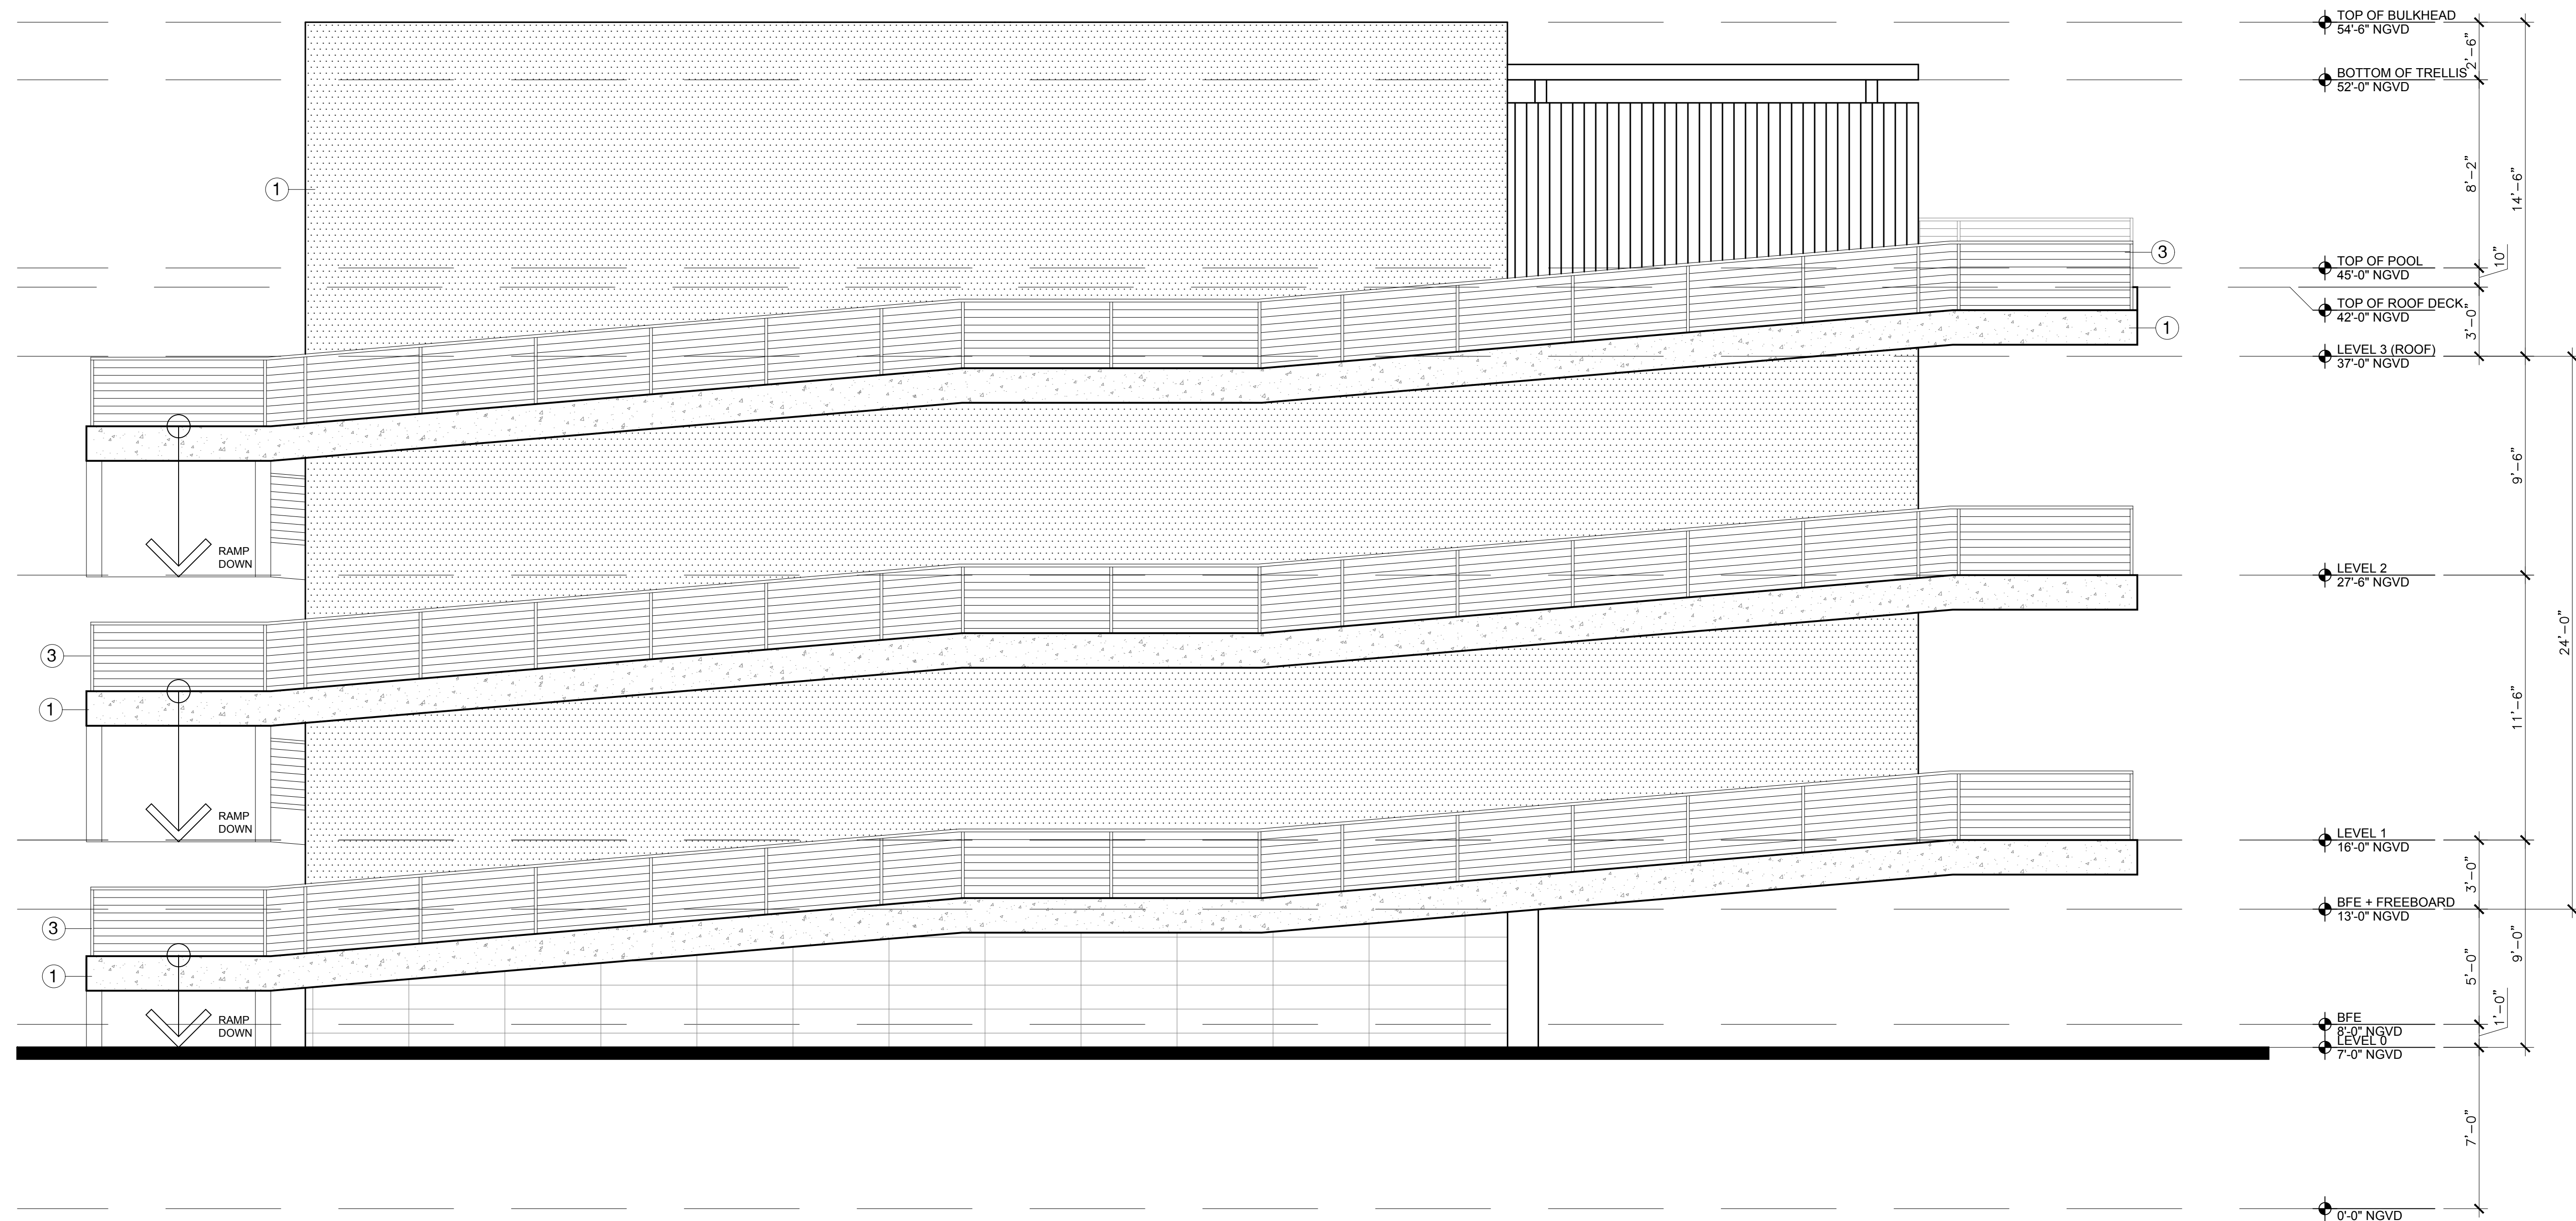 TOP OF BULKHEAD
54'-6" NGVD
2'-6"
BOTTOM OF TRELLIS
52'-0" NGVD
8'-2"
14'-6"
1
3
TOP OF POOL
45'-0" NGVD
10"
TOP OF ROOF DECK
42'-0" NGVD
3'-0"
1
LEVEL 3 (ROOF)
37'-0" NGVD
9'-6"
RAMP
DOWN
LEVEL 2
27'-6" NGVD
24'-0"
3
1
11'-6"
RAMP
DOWN
LEVEL 1
16'-0" NGVD
3'-0"
BFE + FREEBOARD
13'-0" NGVD
3
9'-0"
1
5'-0"
1'-0"
RAMP
DOWN
BFE
8'-0" NGVD
LEVEL 0
7'-0" NGVD
7'-0"
0'-0" NGVD